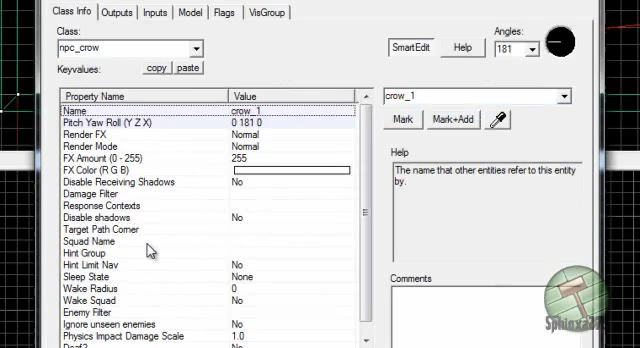 Class Info Outputs Inputs Model Flags VisGroup
Class:
npc_crow
Keyvalues: copy paste
SmartEdit Help
Angles:
181
Property Name Value
Name crow_1
Pitch Yaw Roll (Y Z X) 0 181 0
Render FX Normal
Render Mode Normal
FX Amount (0 - 255) 255
FX Color (R G B)
Disable Receiving Shadows No
Damage Filter
Response Contexts
Disable shadows No
Target Path Corner
Squad Name
Hint Group
Hint Limit Nav No
Sleep State None
Wake Radius 0
Wake Squad No
Enemy Filter
Ignore unseen enemies No
Physics Impact Damage Scale 1.0
crow_1
Mark Mark+Add
Help
The name that other entities refer to this entity
by.
Comments